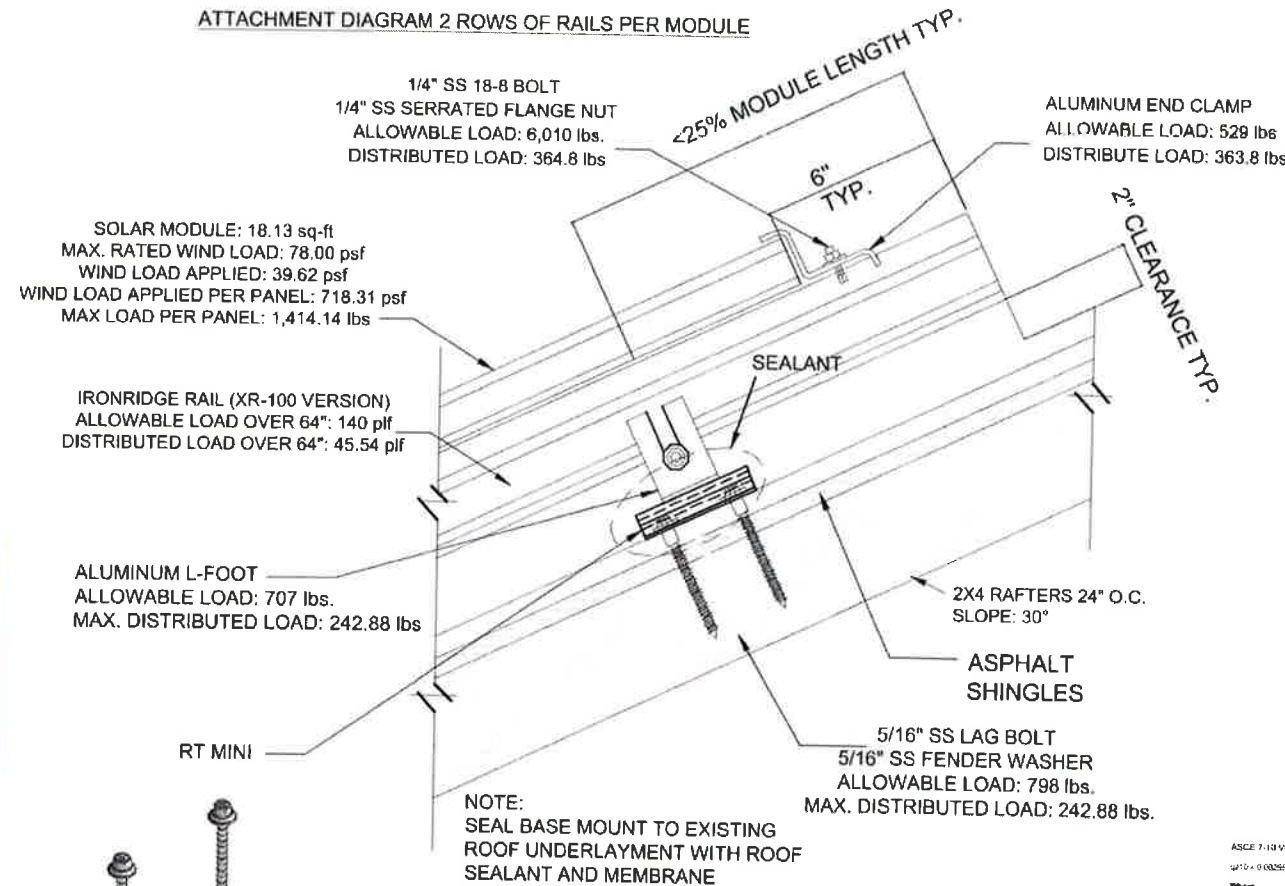 ATTACHMENT DIAGRAM 2 ROWS OF RAILS PER MODULE
1/4" SS 18-8 BOLT
1/4" SS SERRATED FLANGE NUT
ALLOWABLE LOAD: 6,010 lbs.
DISTRIBUTED LOAD: 364.8 lbs
<25% MODULE LENGTH TYP.
6"
TYP.
ALUMINUM END CLAMP
ALLOWABLE LOAD: 529 lbs
DISTRIBUTE LOAD: 363.8 lbs
2" CLEARANCE TYP.
SOLAR MODULE: 18.13 sq-ft
MAX. RATED WIND LOAD: 78.00 psf
WIND LOAD APPLIED: 39.62 psf
WIND LOAD APPLIED PER PANEL: 718.31 psf
MAX LOAD PER PANEL: 1,414.14 lbs
SEALANT
IRONRIDGE RAIL (XR-100 VERSION)
ALLOWABLE LOAD OVER 64": 140 plf
DISTRIBUTED LOAD OVER 64": 45.54 plf
ALUMINUM L-FOOT
ALLOWABLE LOAD: 707 lbs.
MAX. DISTRIBUTED LOAD: 242.88 lbs
2X4 RAFTERS 24" O.C.
SLOPE: 30°
ASPHALT
SHINGLES
RT MINI
5/16" SS LAG BOLT
5/16" SS FENDER WASHER
ALLOWABLE LOAD: 798 lbs.
MAX. DISTRIBUTED LOAD: 242.88 lbs.
NOTE:
SEAL BASE MOUNT TO EXISTING
ROOF UNDERLAYMENT WITH ROOF
SEALANT AND MEMBRANE
ASCE 7-10